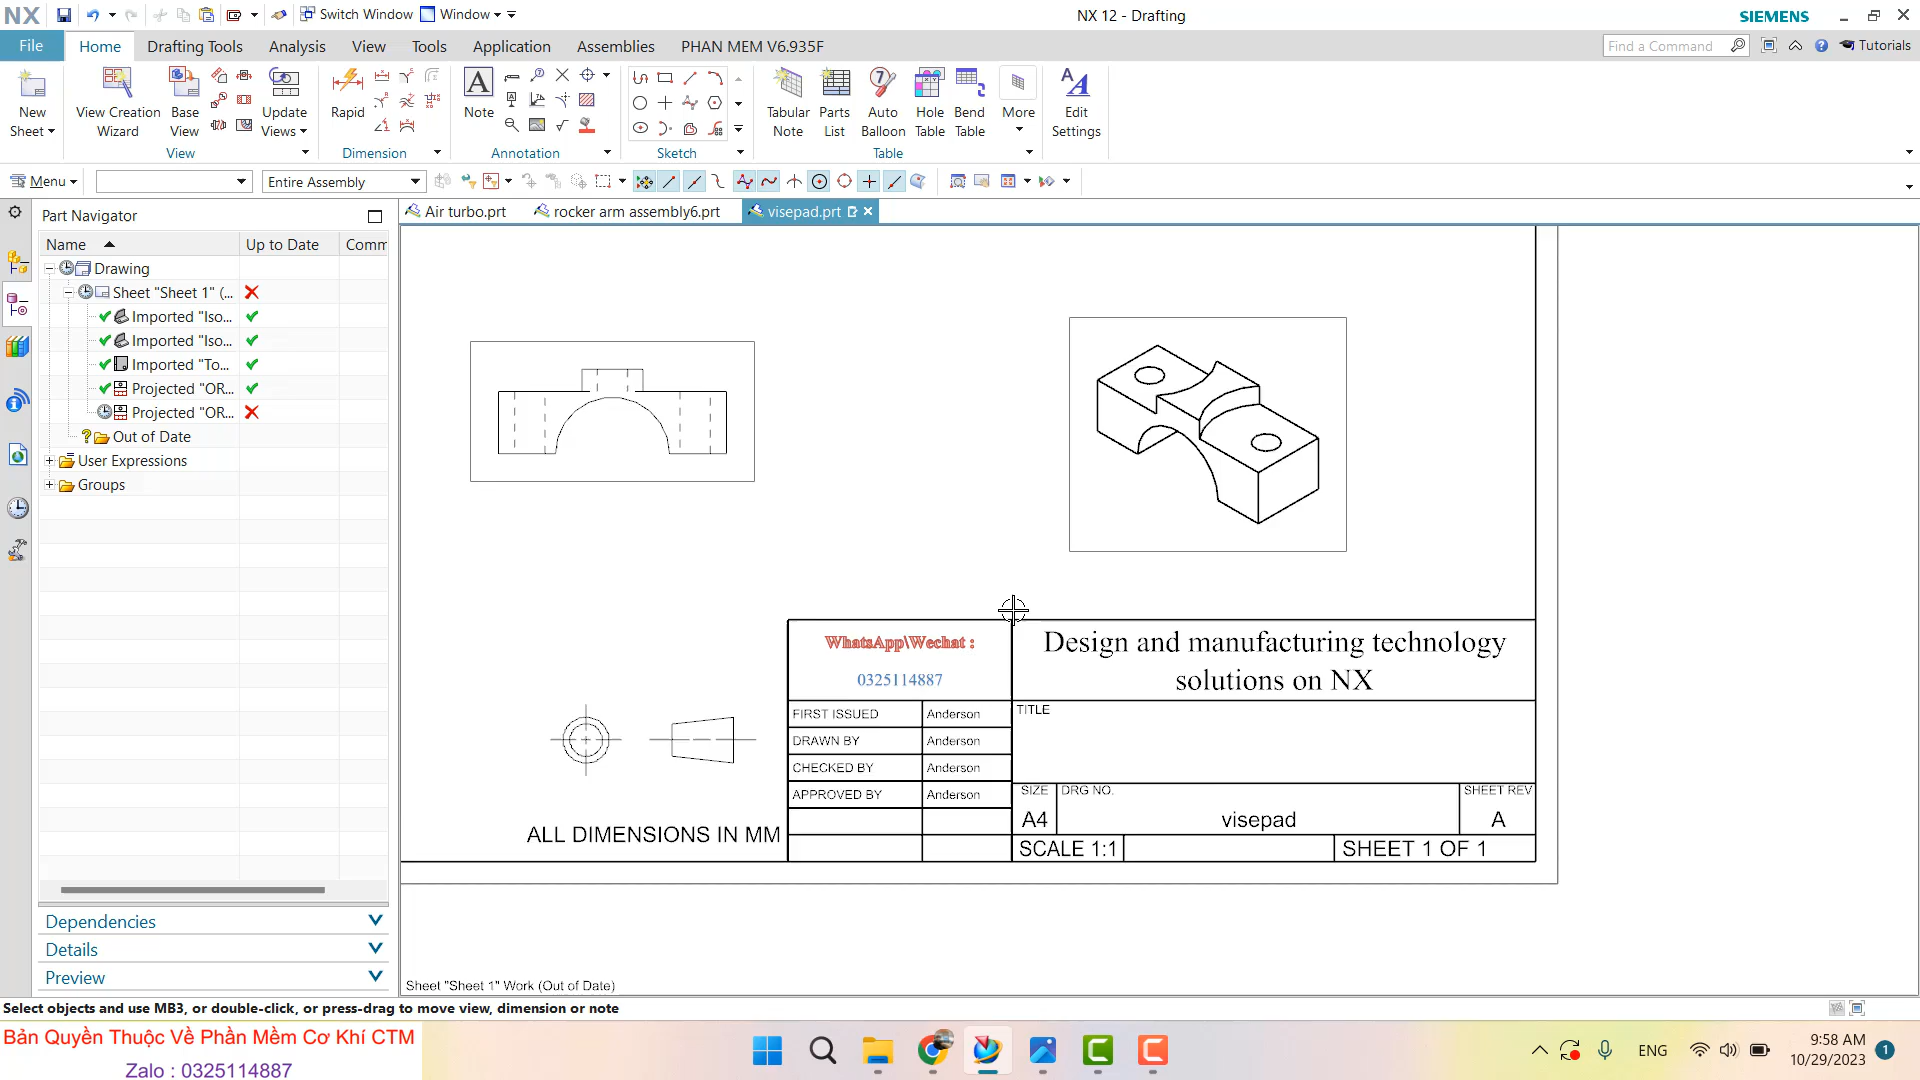 NX
Switch Window
Window
NX 12 - Drafting
SIEMENS
File
Home
Drafting Tools
Analysis
View
Tools
Application
Assemblies
PHAN MEM V6.935F
Find a Command
Tutorials
New
Sheet
View Creation
Wizard
Base
View
Update
Views
View
Rapid
Dimension
A
Note
Annotation
Sketch
Tabular
Note
Parts
List
Auto
Balloon
Hole
Table
Bend
Table
More
Table
Edit
Settings
Menu
Entire Assembly
Part Navigator
Air turbo.prt
rocker arm assembly6.prt
visepad.prt
Name
Up to Date
Comm
Drawing
Sheet "Sheet 1" (...
Imported "Iso...
Imported "Iso...
Imported "To...
Projected "OR...
Projected "OR...
Out of Date
User Expressions
Groups
Dependencies
Details
Preview
WhatsApp\Wechat :
0325114887
Design and manufacturing technology
solutions on NX
FIRST ISSUED
Anderson
TITLE
DRAWN BY
Anderson
CHECKED BY
Anderson
APPROVED BY
Anderson
SIZE
DRG NO.
SHEET REV
A4
visepad
A
ALL DIMENSIONS IN MM
SCALE 1:1
SHEET 1 OF 1
Sheet "Sheet 1" Work (Out of Date)
Select objects and use MB3, or double-click, or press-drag to move view, dimension or note
Bản Quyền Thuộc Về Phần Mềm Cơ Khí CTM
Zalo : 0325114887
ENG
9:58 AM
10/29/2023
1